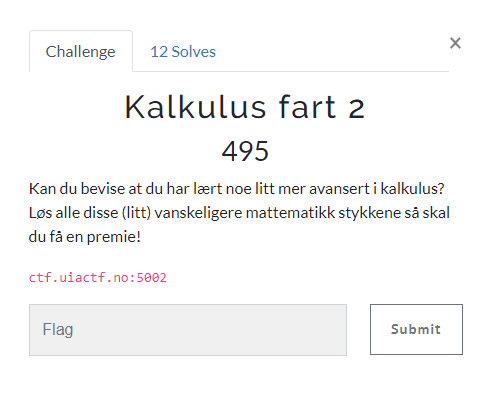 Challenge
12 Solves
×
Kalkulus fart 2
495
Kan du bevise at du har lært noe litt mer avansert i kalkulus?
Løs alle disse (litt) vanskeligere mattematikk stykkene så skal
du få en premie!
ctf.uiactf.no:5002
Flag
Submit